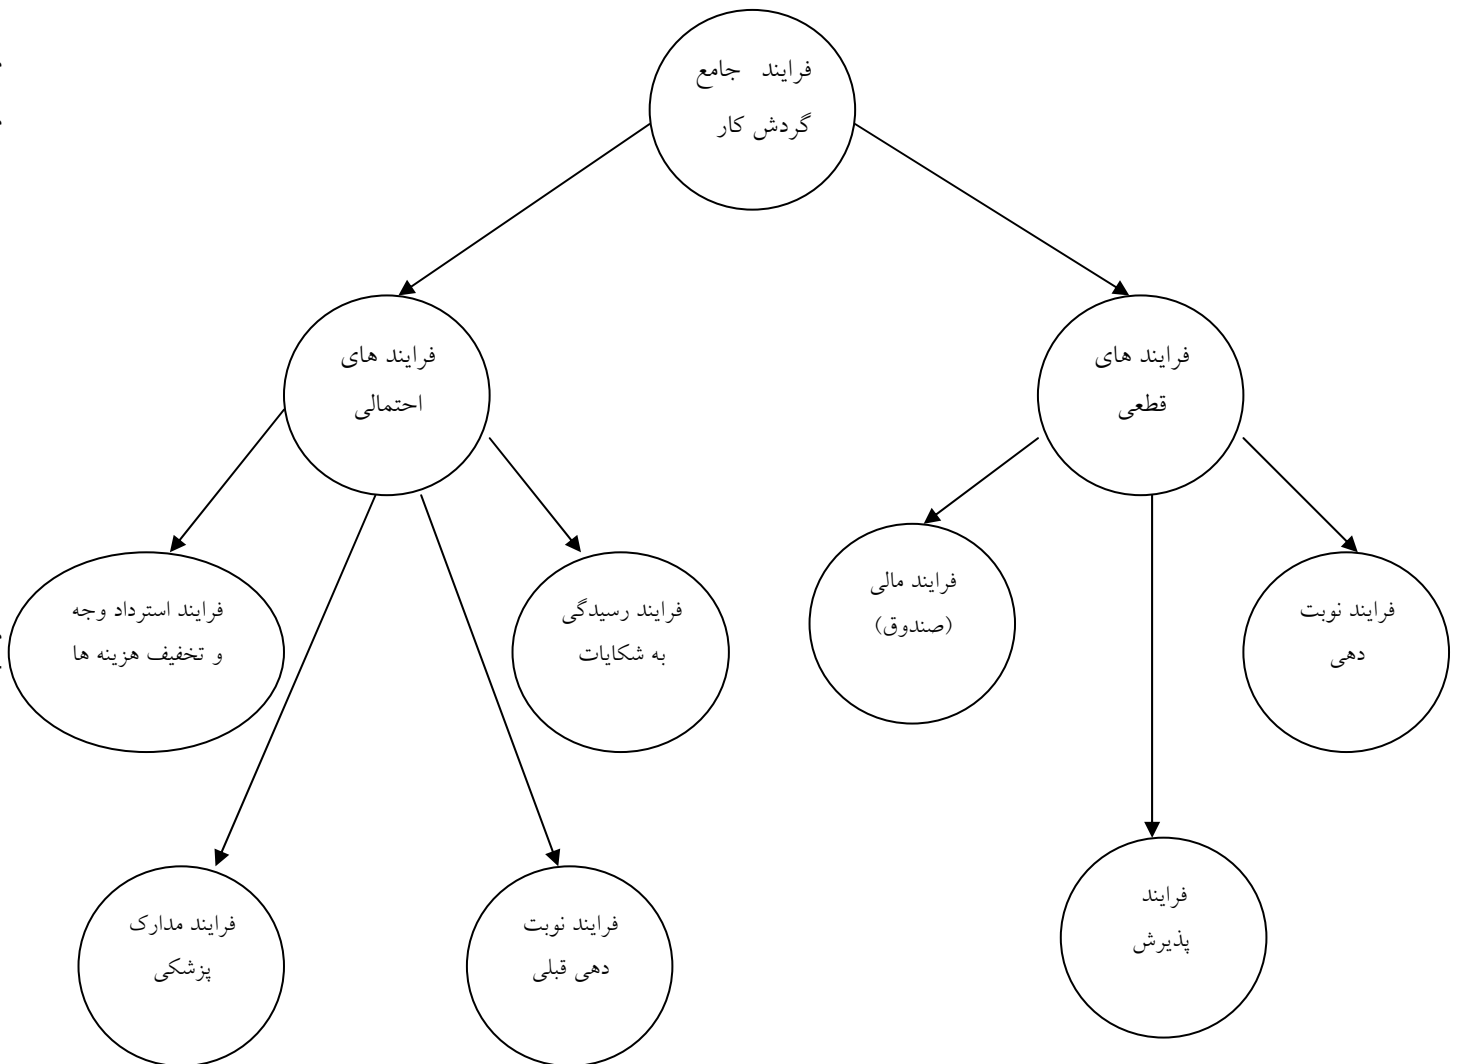 فرایند جامع
گردش کار
فرایند های
قطعی
فرایند های
احتمالی
فرایند نوبت
دهی
فرایند مالی
(صندوق)
فرایند رسیدگی
به شکایات
فرایند استرداد وجه
و تخفیف هزینه ها
فرایند
پذیرش
فرایند نوبت
دهی قبلی
فرایند مدارک
پزشکی